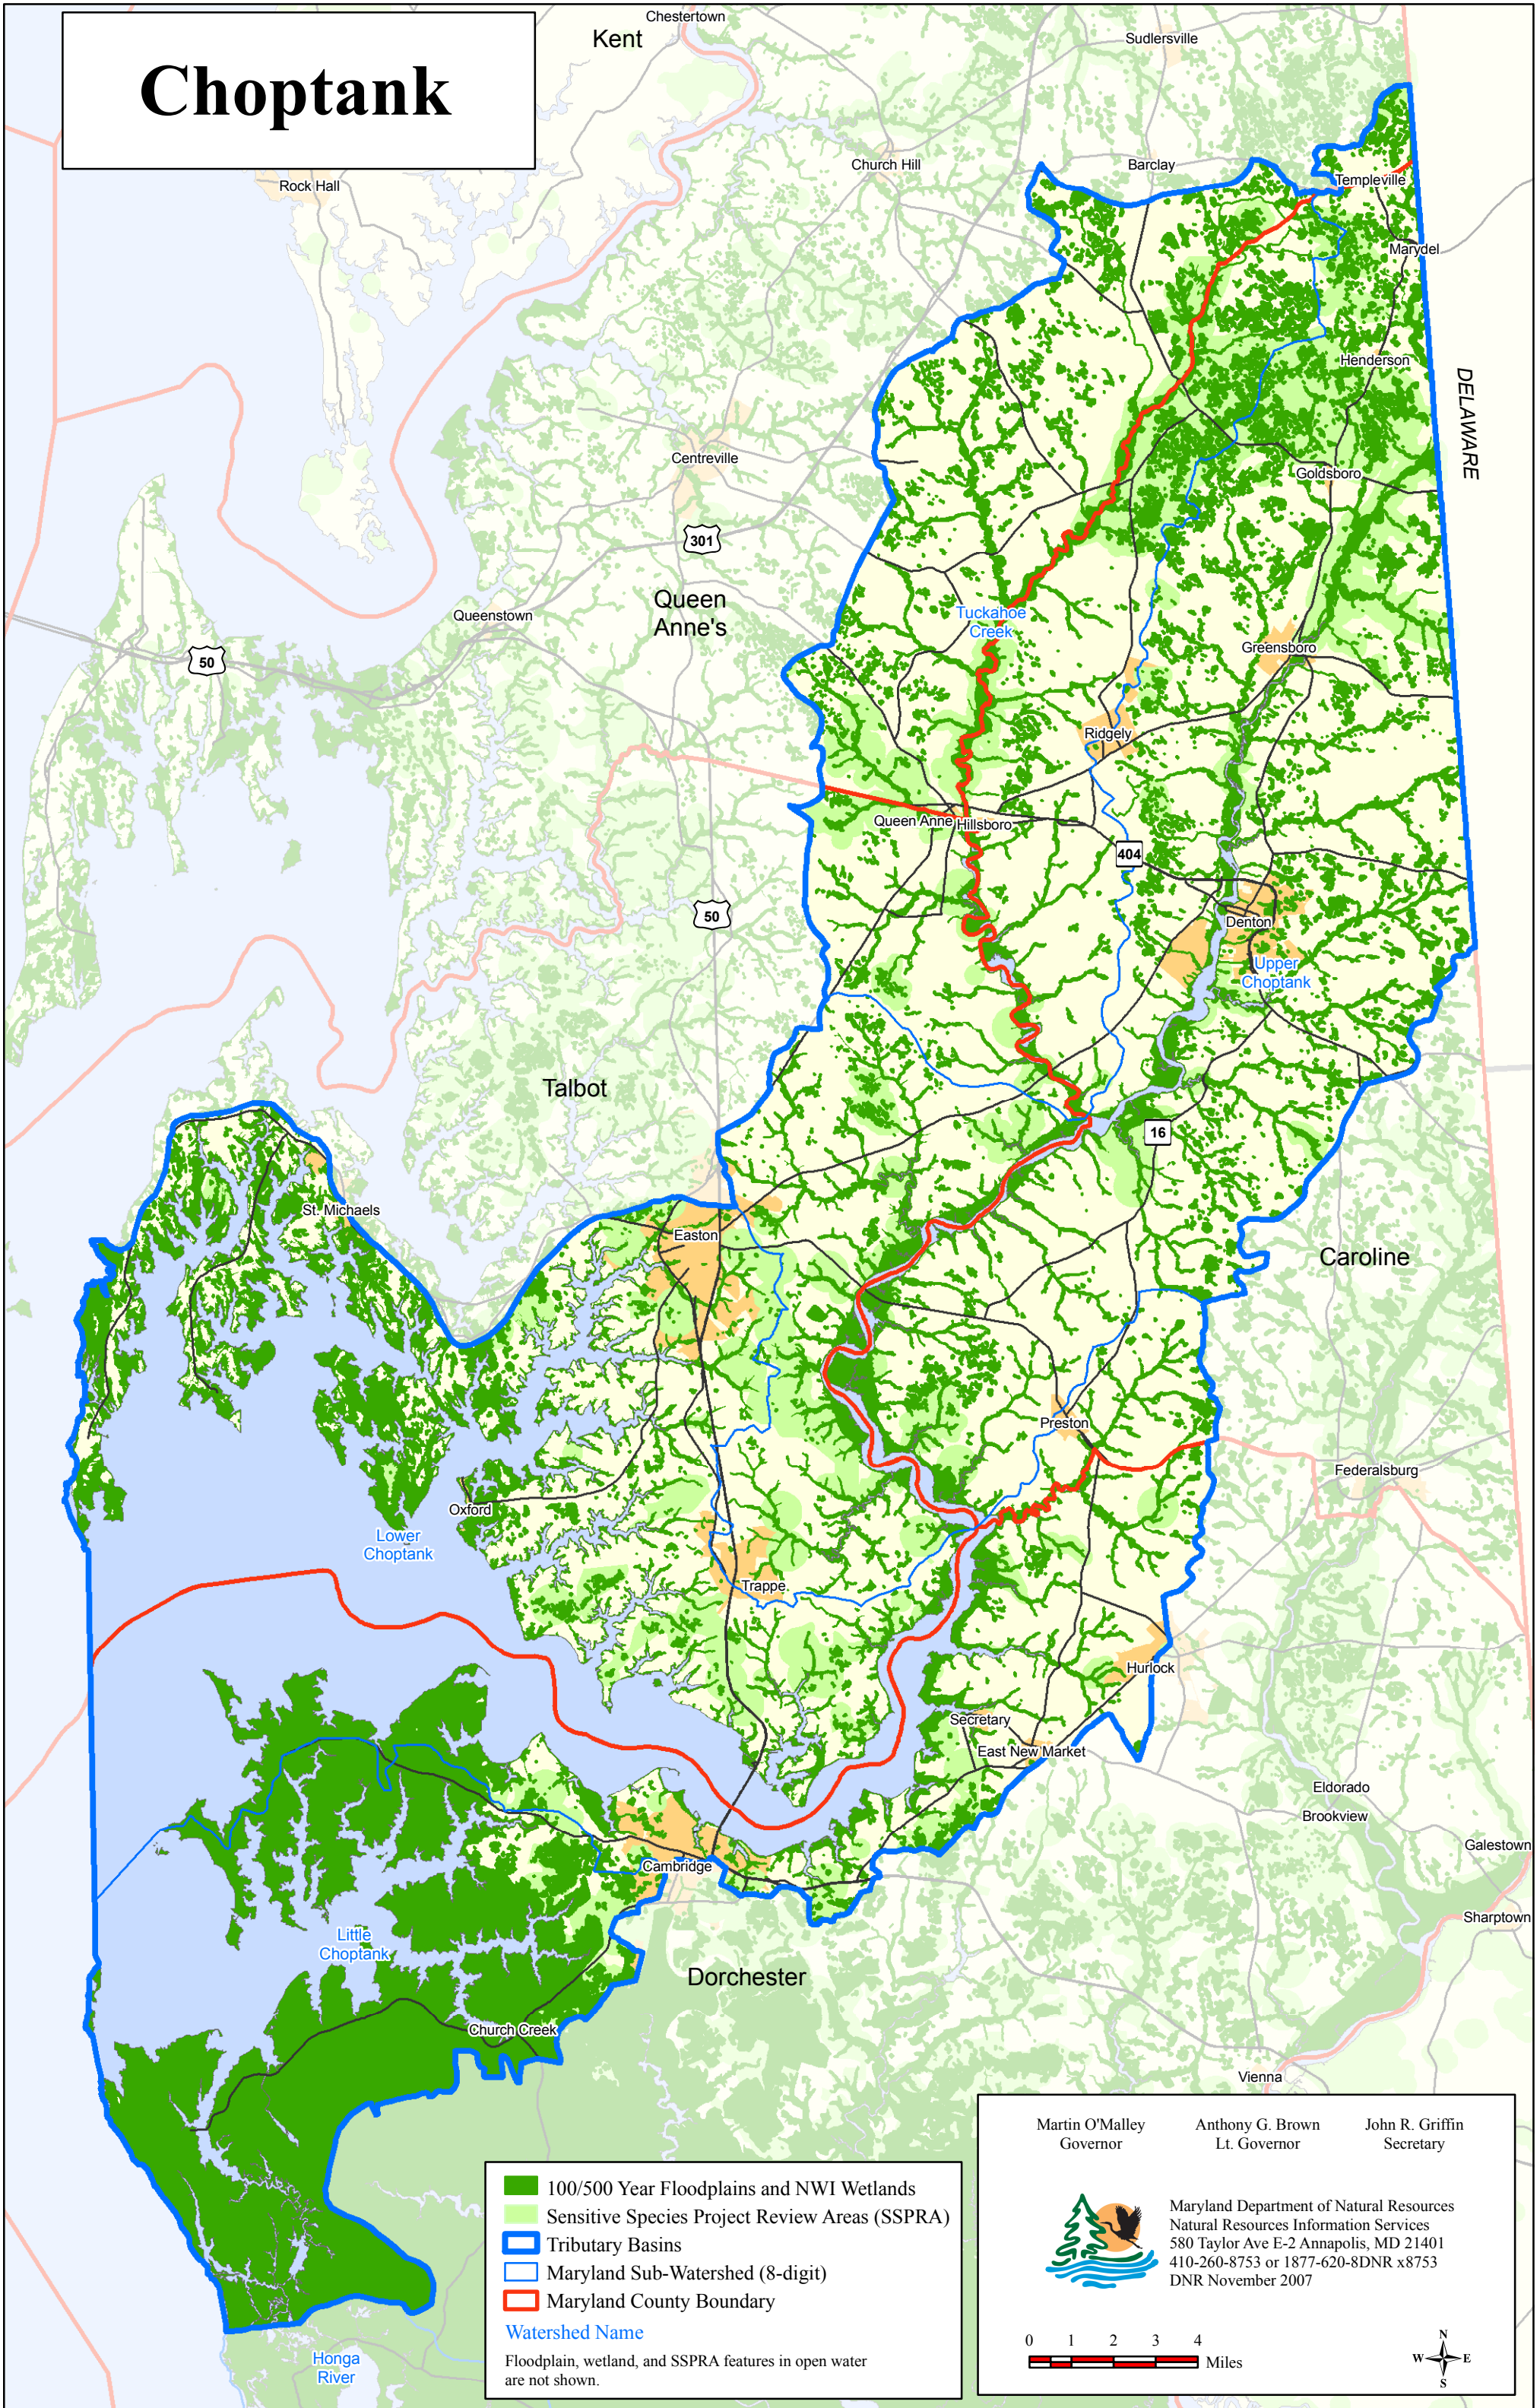 Choptank
Chestertown
Kent
Sudlersville
Church Hill
Barclay
Rock Hall
Templeville
Marydel
Henderson
DELAWARE
Centreville
Goldsboro
301
Queen
Anne's
Tuckahoe
Creek
Queenstown
Greensboro
50
Ridgely
Queen Anne
Hillsboro
404
50
Denton
Upper
Choptank
Talbot
16
St. Michaels
Easton
Caroline
Preston
Federalsburg
Oxford
Lower
Choptank
Trappe
Hurlock
Secretary
East New Market
Eldorado
Brookview
Galestown
Cambridge
Sharptown
Little
Choptank
Dorchester
Church Creek
Vienna
Honga
River
100/500 Year Floodplains and NWI Wetlands
Sensitive Species Project Review Areas (SSPRA)
Tributary Basins
Maryland Sub-Watershed (8-digit)
Maryland County Boundary
Watershed Name
Floodplain, wetland, and SSPRA features in open water
are not shown.
Martin O'Malley
Governor
Anthony G. Brown
Lt. Governor
John R. Griffin
Secretary
Maryland Department of Natural Resources
Natural Resources Information Services
580 Taylor Ave E-2 Annapolis, MD 21401
410-260-8753 or 1877-620-8DNR x8753
DNR November 2007
0 1 2 3 4
Miles
N
W E
S